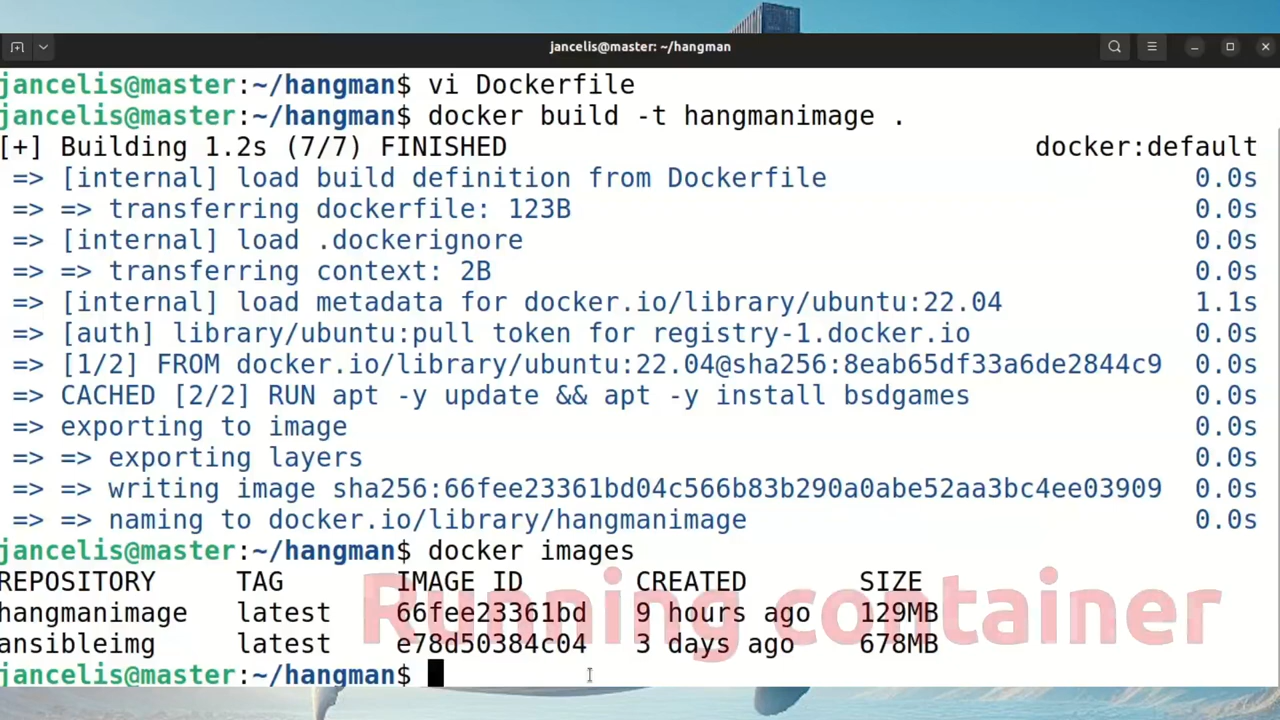 jancelis@master: ~/hangman
jancelis@master:~/hangman$ vi Dockerfile
jancelis@master:~/hangman$ docker build -t hangmanimage .
[+] Building 1.2s (7/7) FINISHED docker:default
=> [internal] load build definition from Dockerfile 0.0s
=> => transferring dockerfile: 123B 0.0s
=> [internal] load .dockerignore 0.0s
=> => transferring context: 2B 0.0s
=> [internal] load metadata for docker.io/library/ubuntu:22.04 1.1s
=> [auth] library/ubuntu:pull token for registry-1.docker.io 0.0s
=> [1/2] FROM docker.io/library/ubuntu:22.04@sha256:8eab65df33a6de2844c9 0.0s
=> CACHED [2/2] RUN apt -y update && apt -y install bsdgames 0.0s
=> exporting to image 0.0s
=> => exporting layers 0.0s
=> => writing image sha256:66fee23361bd04c566b83b290a0abe52aa3bc4ee03909 0.0s
=> => naming to docker.io/library/hangmanimage 0.0s
jancelis@master:~/hangman$ docker images
REPOSITORY TAG IMAGE ID CREATED SIZE
hangmanimage latest 66fee23361bd 9 hours ago 129MB
ansibleimg latest e78d50384c04 3 days ago 678MB
Running container
jancelis@master:~/hangman$